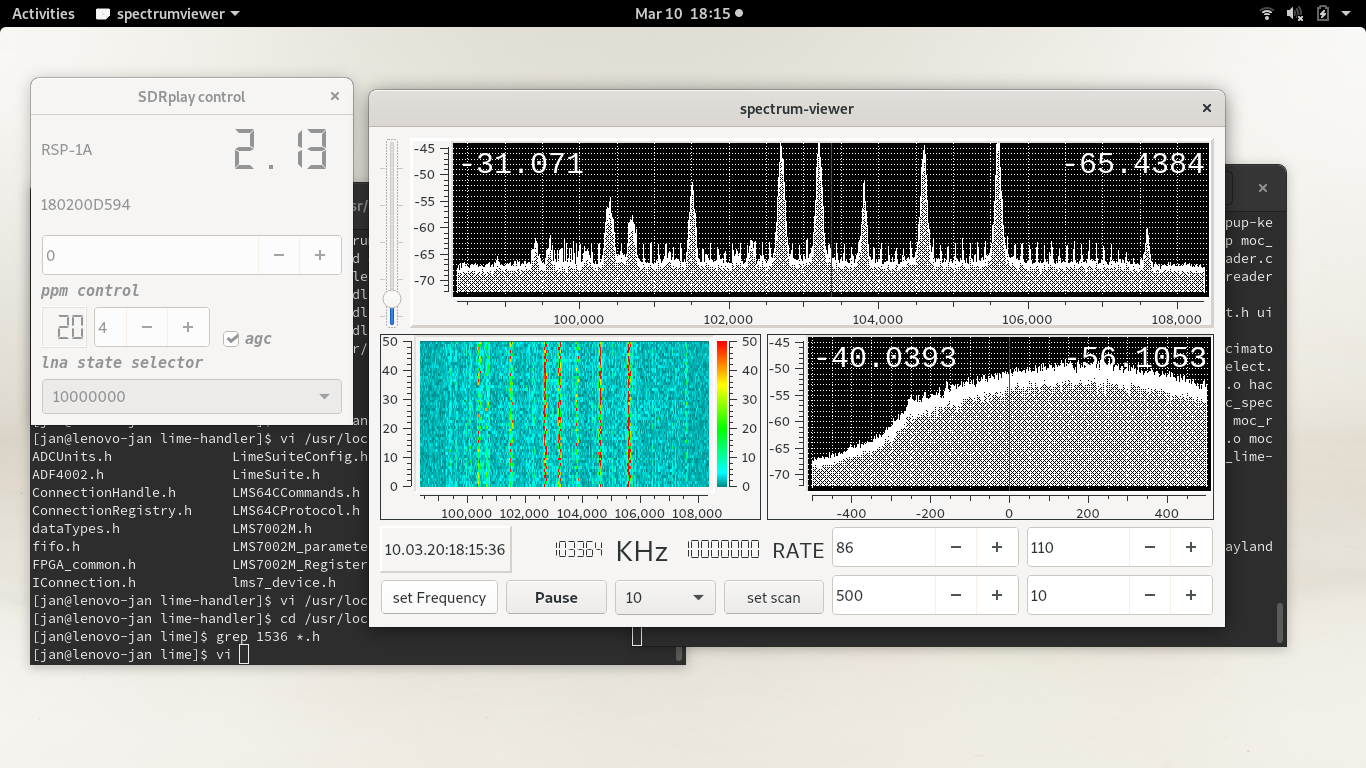 Activities spectrumviewer Mar 10 18:15
SDRplay control
RSP-1A 2.13
180200D594
0 − +
ppm control
20 4 − + agc
lna state selector
10000000
spectrum-viewer
-31.071 -65.4384
-45
-50
-55
-60
-65
-70
100,000 102,000 104,000 106,000 108,000
50
40
30
20
10
0
100,000 102,000 104,000 106,000 108,000
50
40
30
20
10
0
-40.0393 -56.1053
-45
-50
-55
-60
-65
-70
-400 -200 0 200 400
10.03.20:18:15:36 103364 KHz 10000000 RATE 86 − + 110 − +
set Frequency Pause 10 set scan 500 − + 10 − +
[jan@lenovo-jan lime-handler]$ vi /usr/loc
ADCUnits.h LimeSuiteConfig.h
ADF4002.h LimeSuite.h
ConnectionHandle.h LMS64CCommands.h
ConnectionRegistry.h LMS64CProtocol.h
dataTypes.h LMS7002M.h
fifo.h LMS7002M_paramete
FPGA_common.h LMS7002M_Register
IConnection.h lms7_device.h
[jan@lenovo-jan lime-handler]$ vi /usr/loc
[jan@lenovo-jan lime-handler]$ cd /usr/loc
[jan@lenovo-jan lime]$ grep 1536 *.h
[jan@lenovo-jan lime]$ vi
pup-ke
p moc_
ader.c
reader
t.h ui
cimato
elect.
.o hac
c_spec
moc_r
.o moc
_lime-
ayland